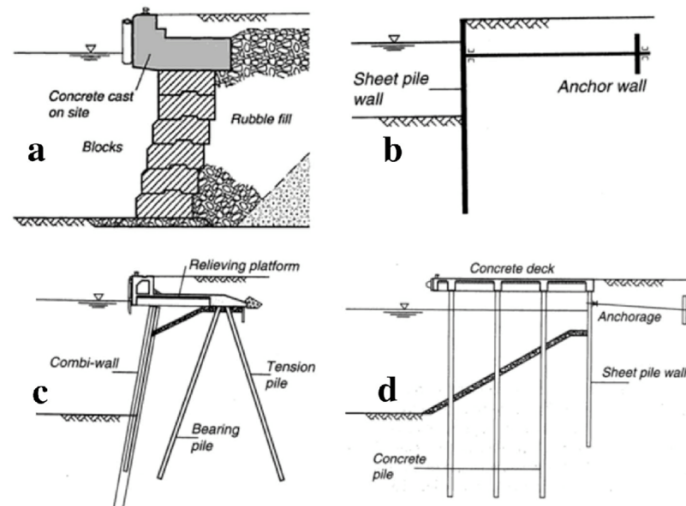 Concrete cast
on site
Rubble fill
Blocks
a
Sheet pile
wall
Anchor wall
b
Relieving platform
Combi-wall
Tension
pile
Bearing
pile
c
Concrete deck
Anchorage
Sheet pile wall
Concrete
pile
d